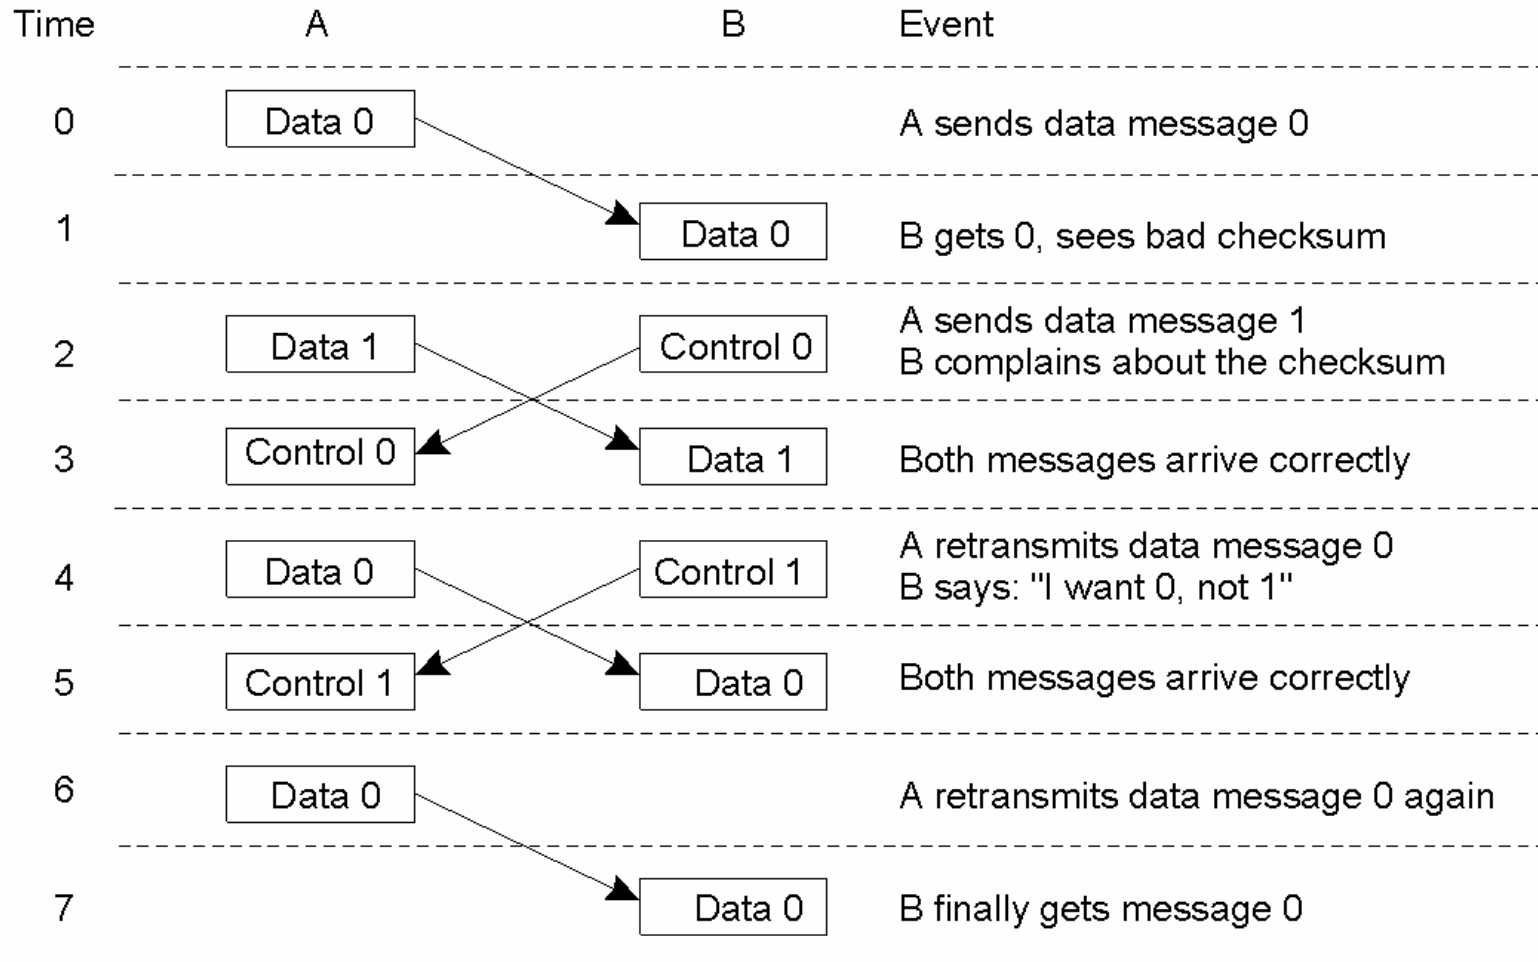 Time A B Event
0 Data 0 A sends data message 0
1 Data 0 B gets 0, sees bad checksum
2 Data 1 Control 0 A sends data message 1
B complains about the checksum
3 Control 0 Data 1 Both messages arrive correctly
4 Data 0 Control 1 A retransmits data message 0
B says: "I want 0, not 1"
5 Control 1 Data 0 Both messages arrive correctly
6 Data 0 A retransmits data message 0 again
7 Data 0 B finally gets message 0